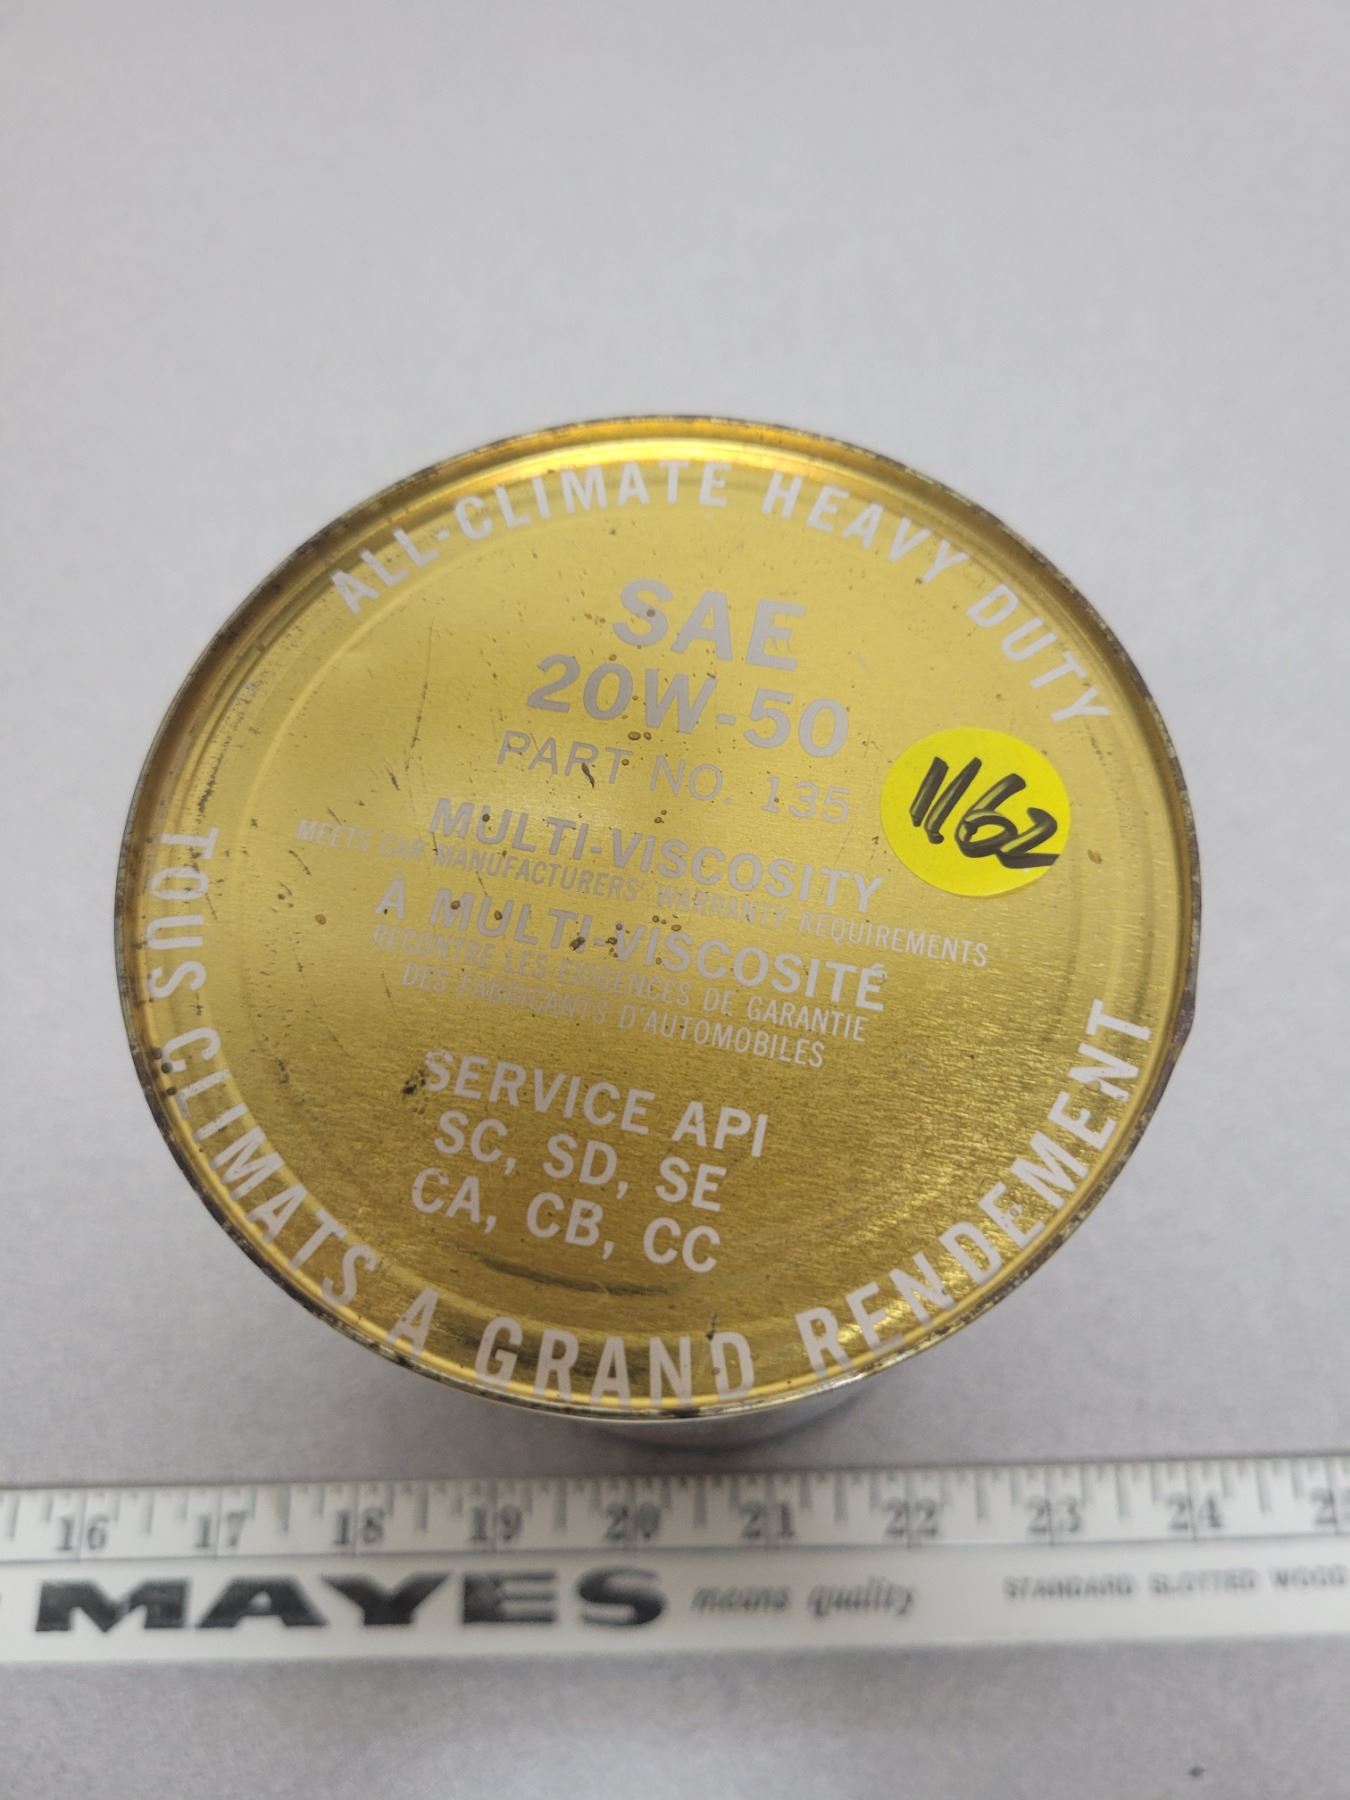 ALL-CLIMATE HEAVY DUTY
SAE
20W-50
PART NO. 135
1162
MULTI-VISCOSITY
MEETS CAR MANUFACTURERS' WARRANTY REQUIREMENTS
À MULTI-VISCOSITÉ
RECONTRE LES EXIGENCES DE GARANTIE
DES FABRICANTS D'AUTOMOBILES
SERVICE API
SC, SD, SE
CA, CB, CC
TOUS CLIMATS A GRAND RENDEMENT
16 17 18 19 20 21 22 23 24
MAYES means quality STANDARD SLOTTED WOOD